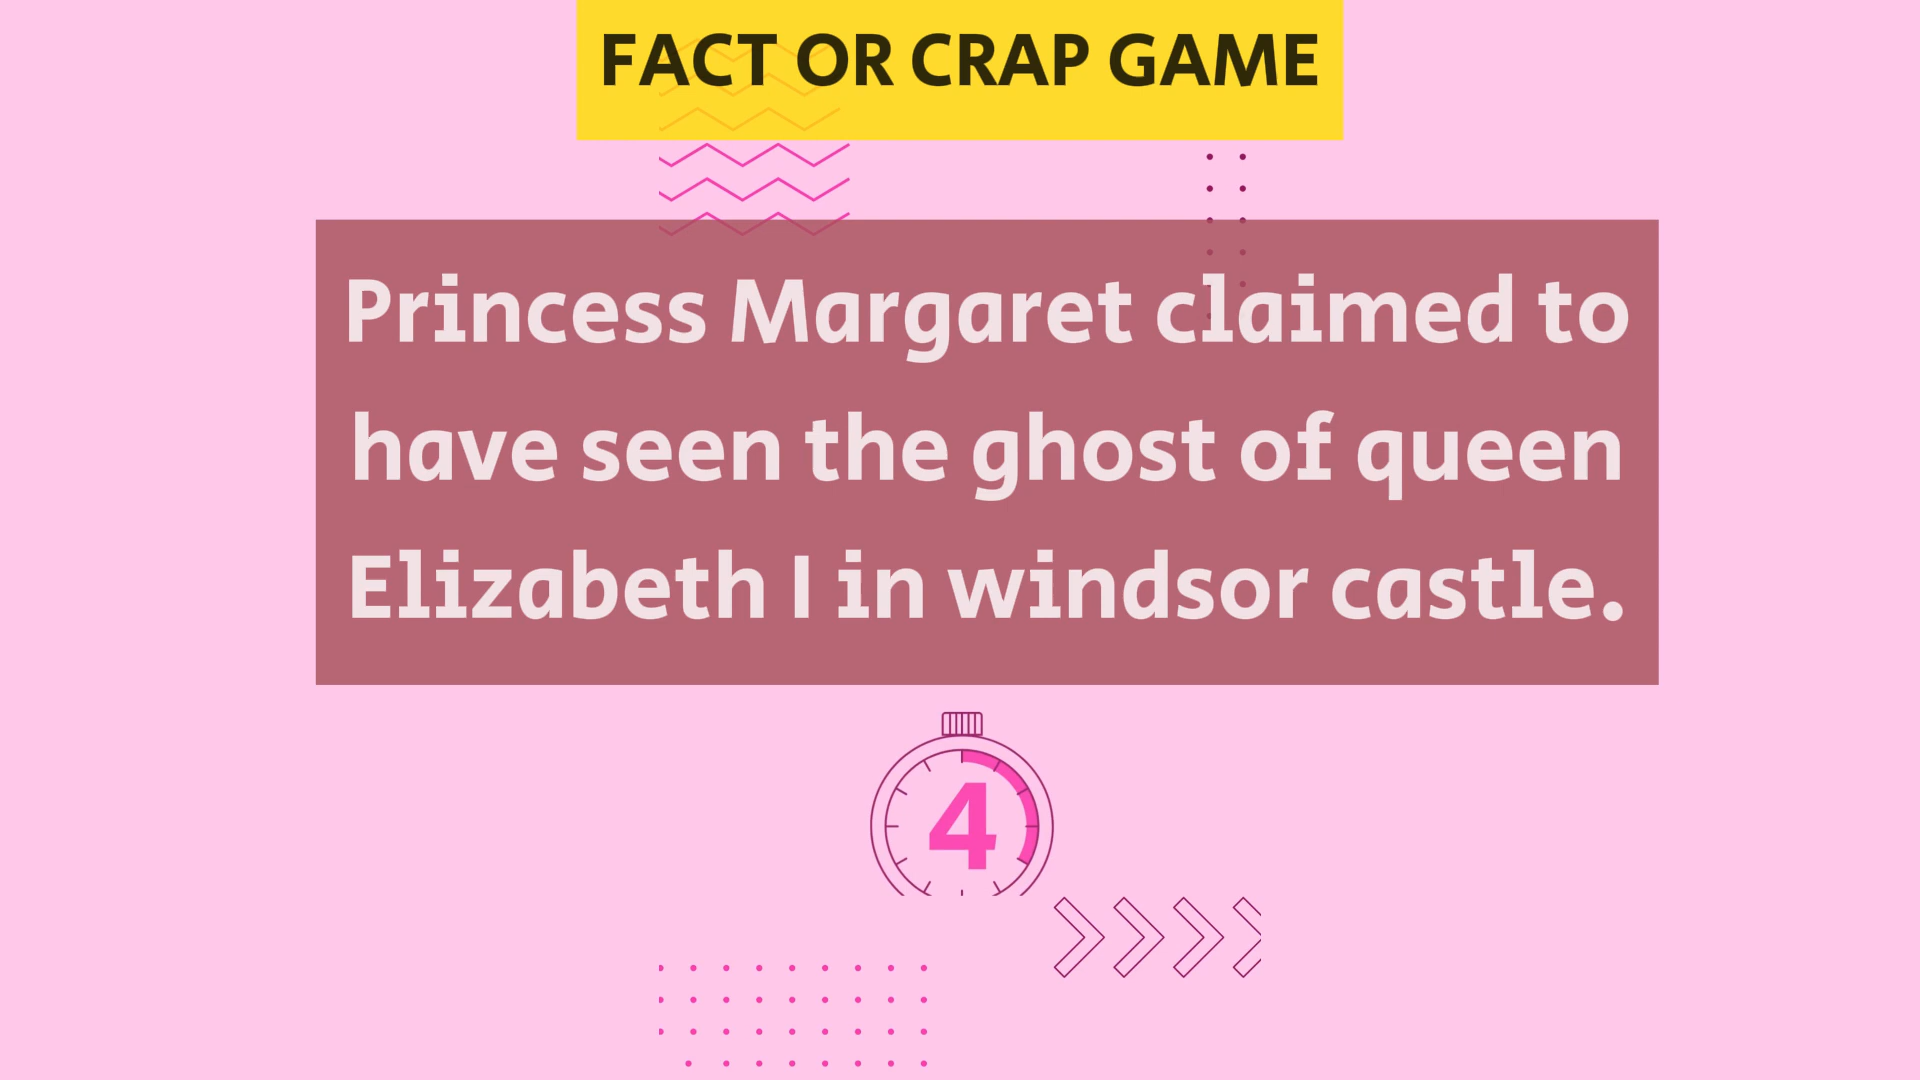 FACT OR CRAP GAME
Princess Margaret claimed to
have seen the ghost of queen
Elizabeth I in windsor castle.
4